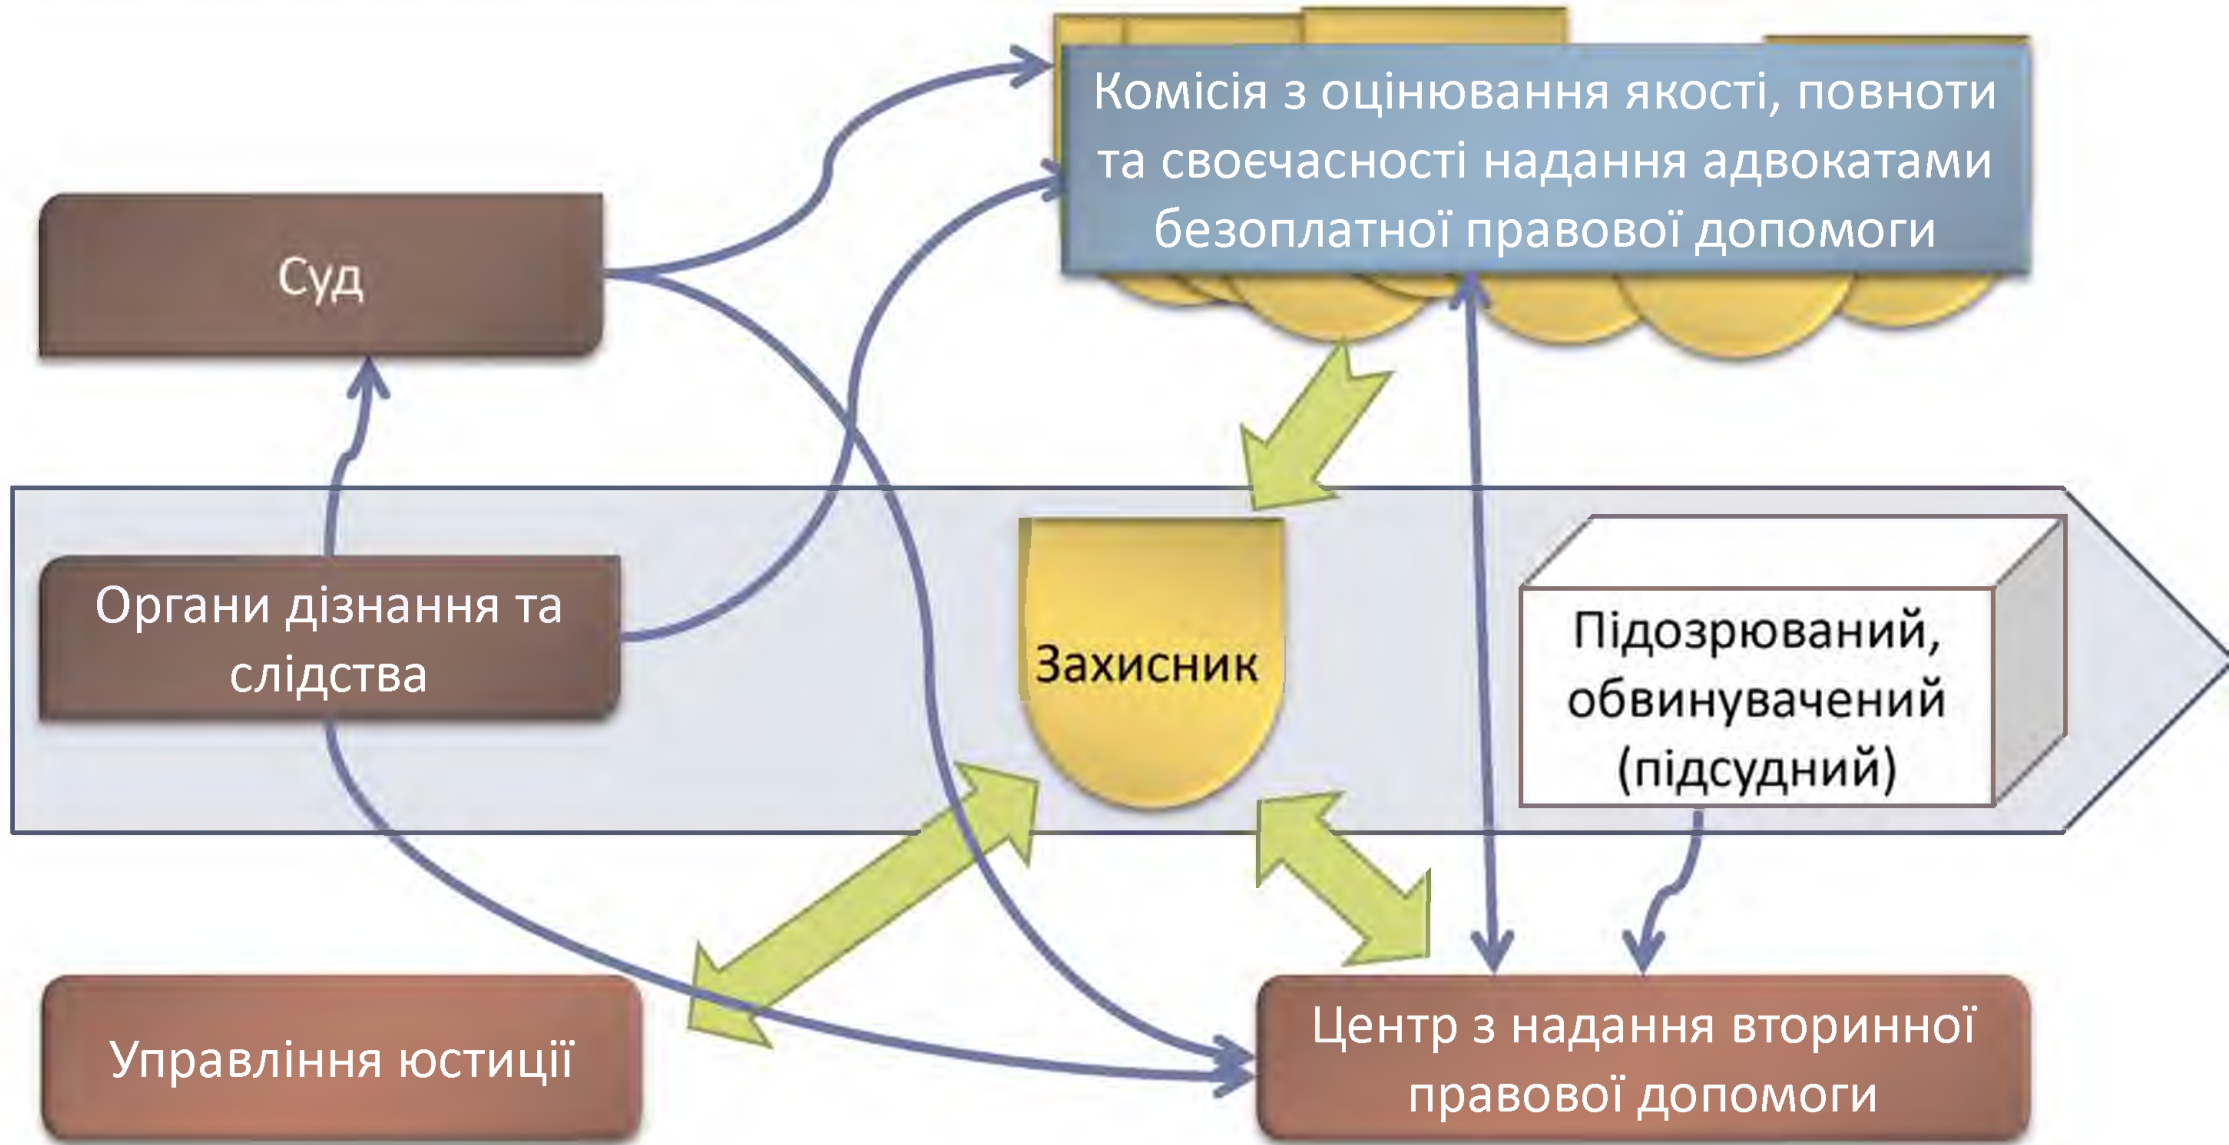 Комісія з оцінювання якості, повноти
та своєчасності надання адвокатами
безоплатної правової допомоги
Суд
Органи дізнання та
слідства
Захисник
Підозрюваний,
обвинувачений
(підсудний)
Управління юстиції
Центр з надання вторинної
правової допомоги